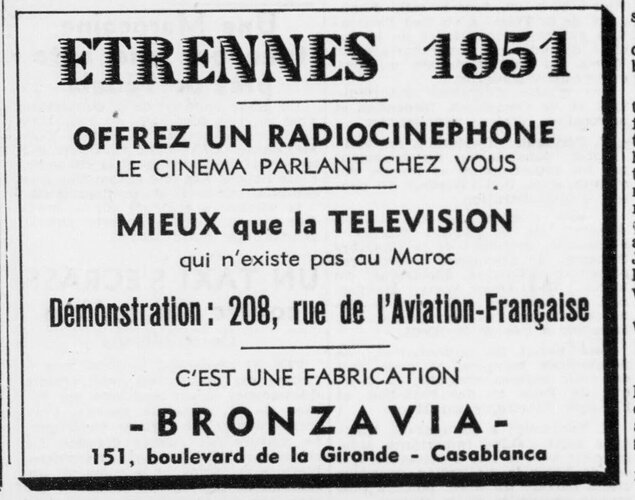 ETRENNES 1951
OFFREZ UN RADIOCINEPHONE
LE CINEMA PARLANT CHEZ VOUS
MIEUX que la TELEVISION
qui n'existe pas au Maroc
Démonstration : 208, rue de l'Aviation-Française
C'EST UNE FABRICATION
- BRONZAVIA -
151, boulevard de la Gironde - Casablanca